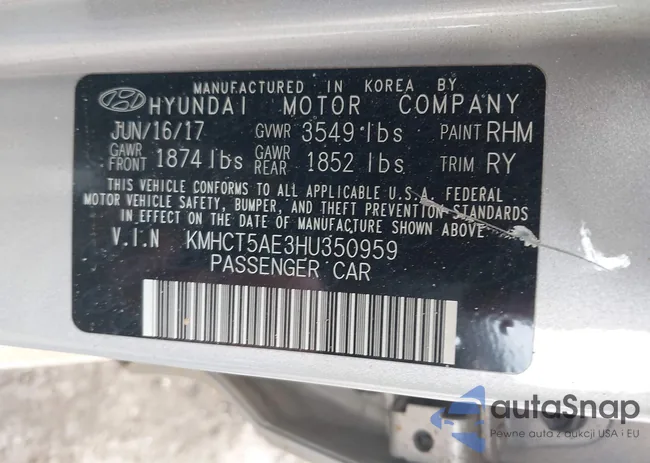 MANUFACTURED IN KOREA BY
HYUNDAI MOTOR COMPANY
JUN/16/17 GVWR 3549 lbs PAINT RHM
GAWR FRONT 1874 lbs GAWR REAR 1852 lbs TRIM RY
THIS VEHICLE CONFORMS TO ALL APPLICABLE U.S.A. FEDERAL
MOTOR VEHICLE SAFETY, BUMPER, AND THEFT PREVENTION STANDARDS
IN EFFECT ON THE DATE OF MANUFACTURE SHOWN ABOVE.
V.I.N KMHCT5AE3HU350959
PASSENGER CAR
autaSnap
Pewne auta z aukcji USA i EU